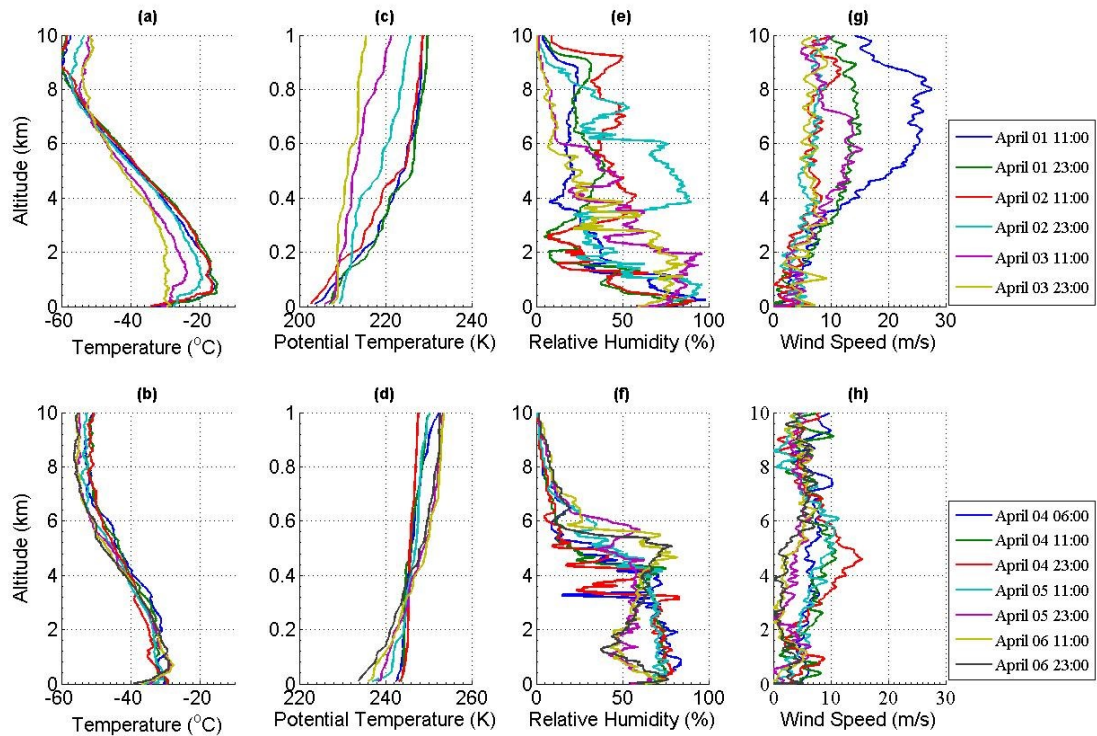 (a) (c) (e) (g)
10 1 10 10
8 0.8 8 8
6 0.6 6 6
4 0.4 4 4
2 0.2 2 2
0 0 0 0
Altitude (km)
-60 -40 -20
200 220 240
0 50 100
0 10 20 30
Temperature (°C)
Potential Temperature (K)
Relative Humidity (%)
Wind Speed (m/s)
April 01 11:00
April 01 23:00
April 02 11:00
April 02 23:00
April 03 11:00
April 03 23:00
(b) (d) (f) (h)
10 1 10 10
8 0.8 8 8
6 0.6 6 6
4 0.4 4 4
2 0.2 2 2
0 0 0 0
Altitude (km)
-60 -40 -20
220 230 240 250 260
0 50 100
0 10 20 30
Temperature (°C)
Potential Temperature (K)
Relative Humidity (%)
Wind Speed (m/s)
April 04 06:00
April 04 11:00
April 04 23:00
April 05 11:00
April 05 23:00
April 06 11:00
April 06 23:00